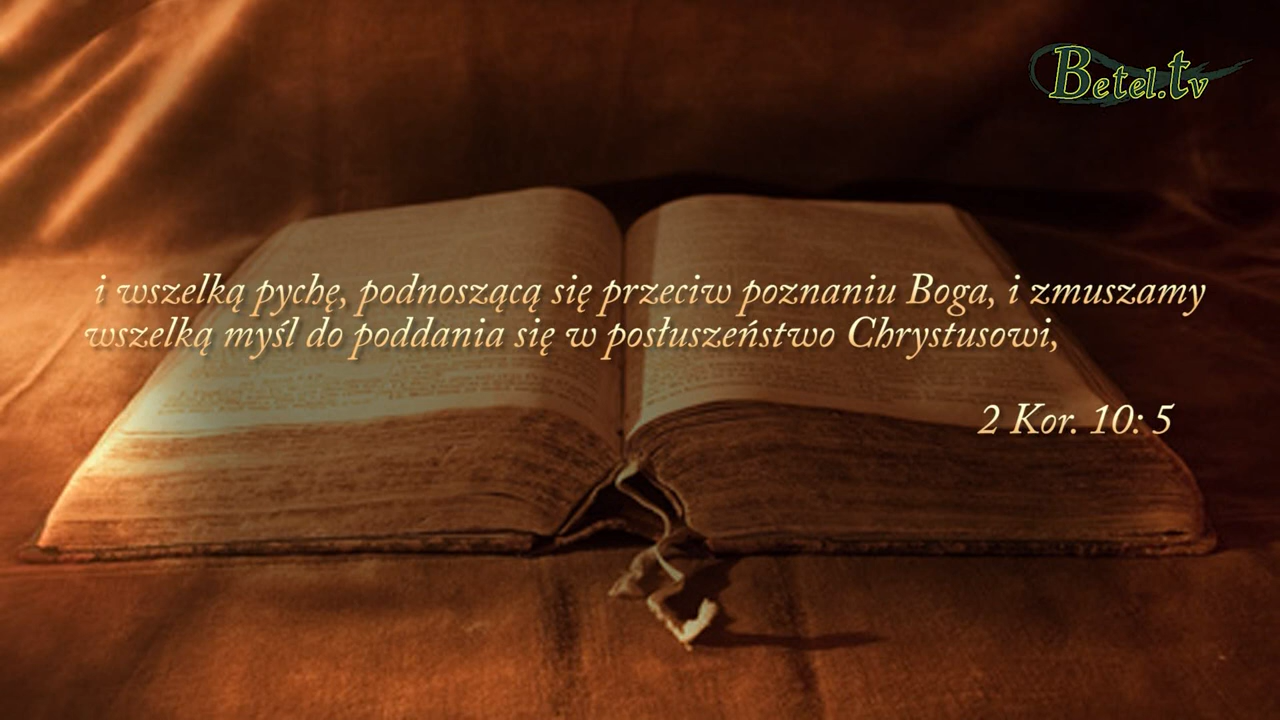 Betel.tv
i wszelką pychę, podnoszącą się przeciw poznaniu Boga, i zmuszamy
wszelką myśl do poddania się w posłuszeństwo Chrystusowi,
2 Kor. 10: 5